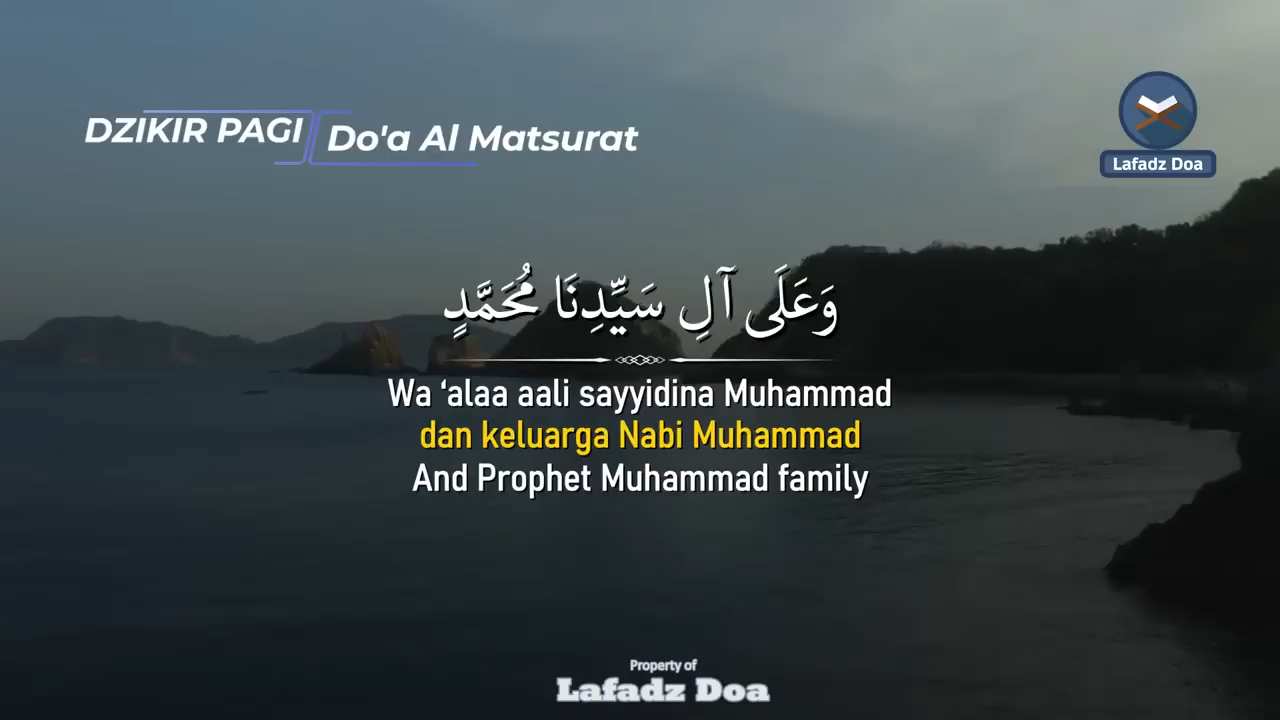 DZIKIR PAGI
Do'a Al Matsurat
Lafadz Doa
وَعَلَى آلِ سَيِّدِنَا مُحَمَّدٍ
Wa ‘alaa aali sayyidina Muhammad
dan keluarga Nabi Muhammad
And Prophet Muhammad family
Property of
Lafadz Doa